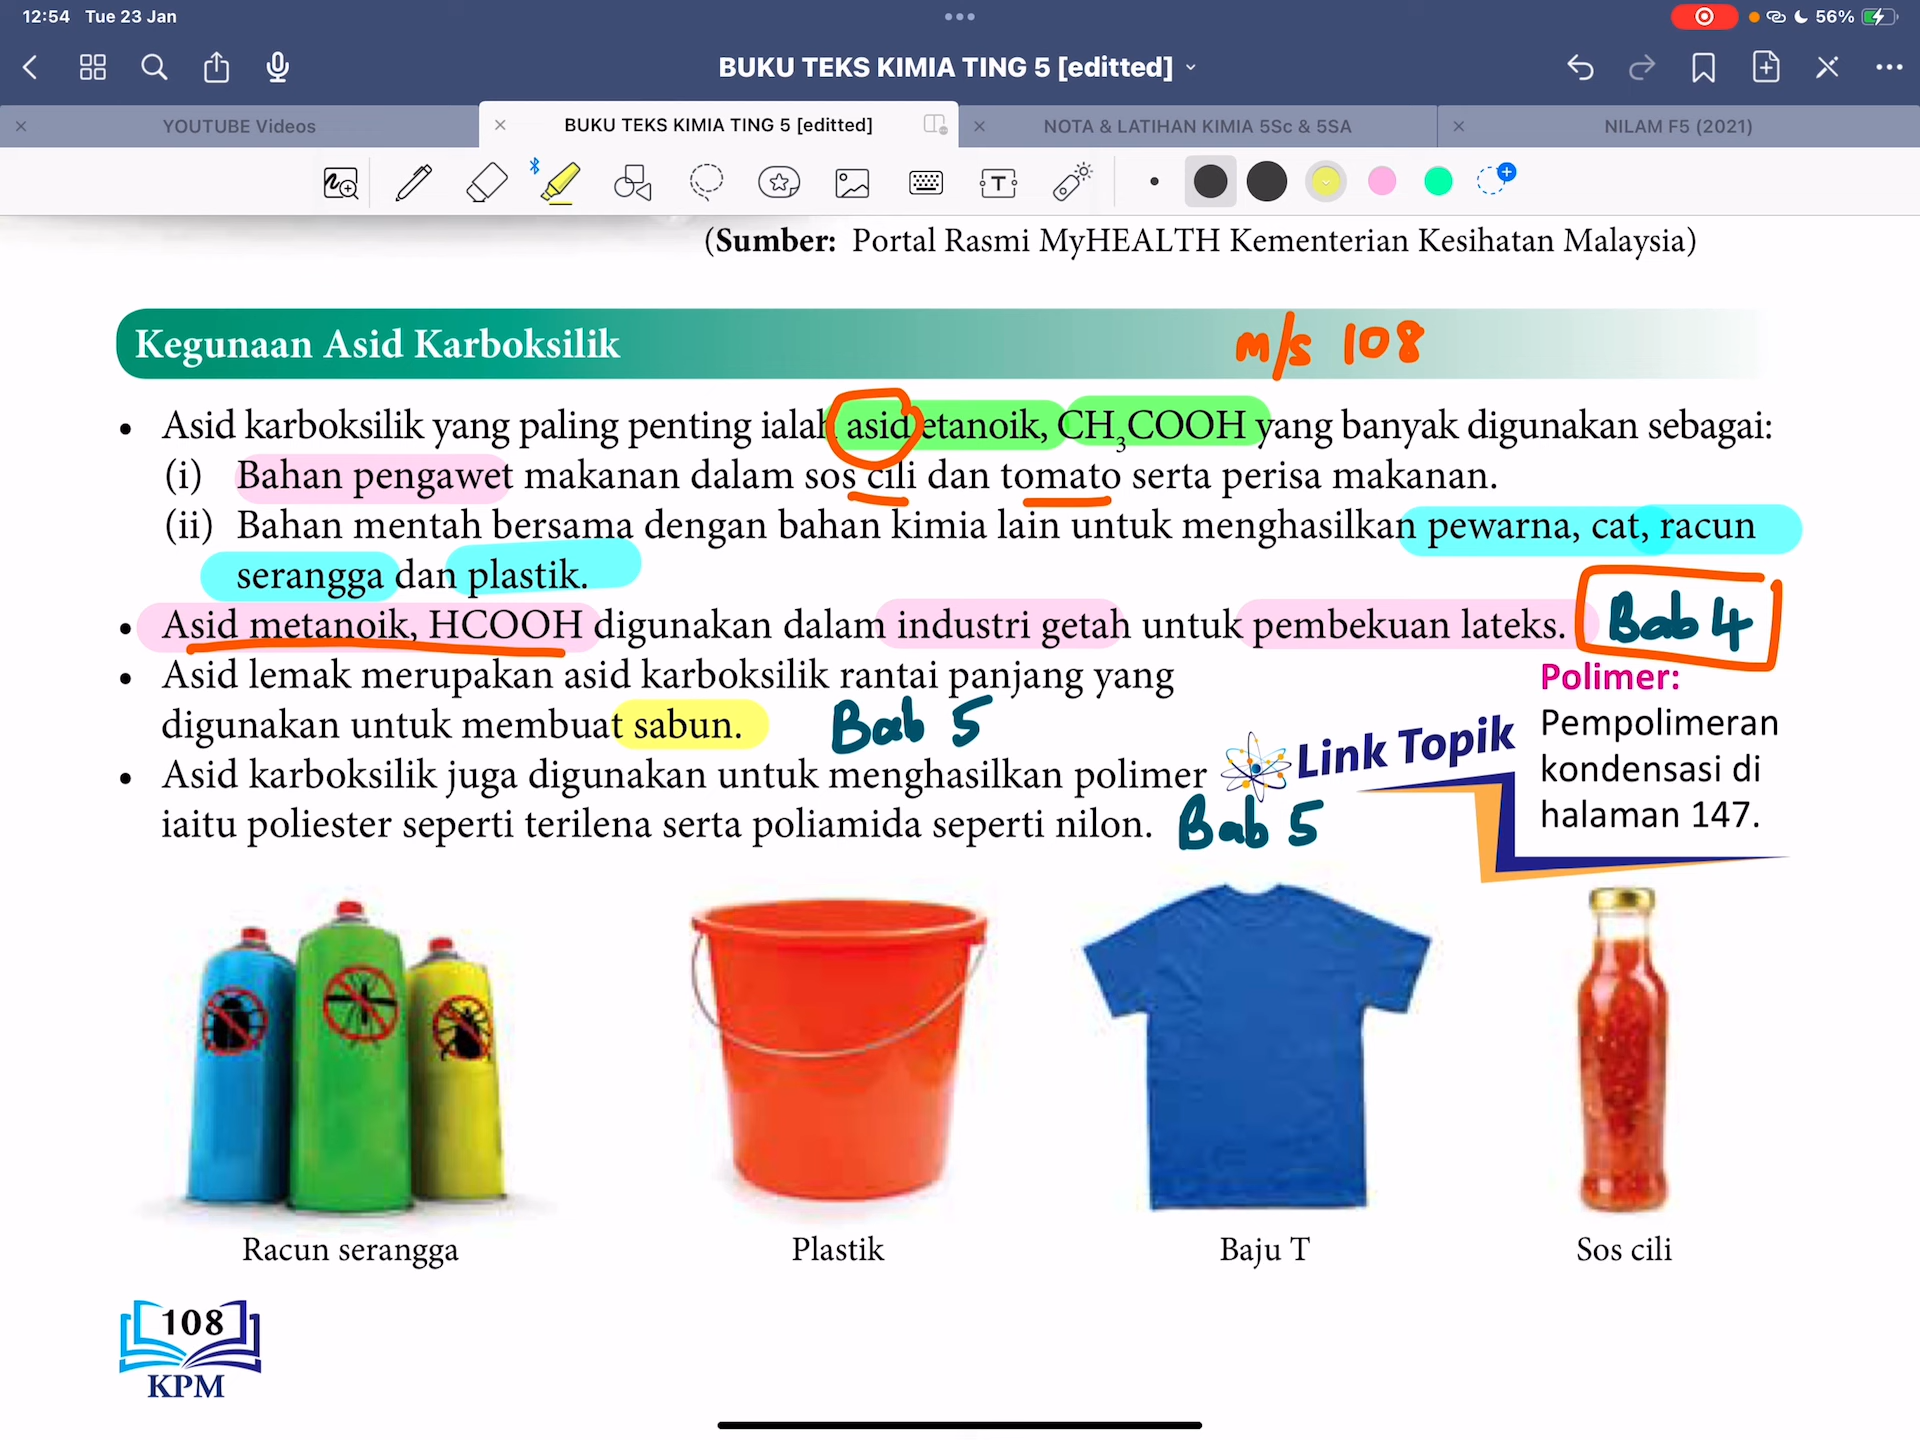 12:54 Tue 23 Jan
56%
BUKU TEKS KIMIA TING 5 [editted]
YOUTUBE Videos
BUKU TEKS KIMIA TING 5 [editted]
NOTA & LATIHAN KIMIA 5Sc & 5SA
NILAM F5 (2021)
(Sumber: Portal Rasmi MyHEALTH Kementerian Kesihatan Malaysia)
Kegunaan Asid Karboksilik
m/s 108
• Asid karboksilik yang paling penting ialah asid etanoik, CH₃COOH yang banyak digunakan sebagai:
(i) Bahan pengawet makanan dalam sos cili dan tomato serta perisa makanan.
(ii) Bahan mentah bersama dengan bahan kimia lain untuk menghasilkan pewarna, cat, racun
serangga dan plastik.
• Asid metanoik, HCOOH digunakan dalam industri getah untuk pembekuan lateks.
Bab 4
• Asid lemak merupakan asid karboksilik rantai panjang yang
digunakan untuk membuat sabun.
Bab 5
• Asid karboksilik juga digunakan untuk menghasilkan polimer
iaitu poliester seperti terilena serta poliamida seperti nilon.
Bab 5
Link Topik
Polimer:
Pempolimeran
kondensasi di
halaman 147.
Racun serangga
Plastik
Baju T
Sos cili
108
KPM